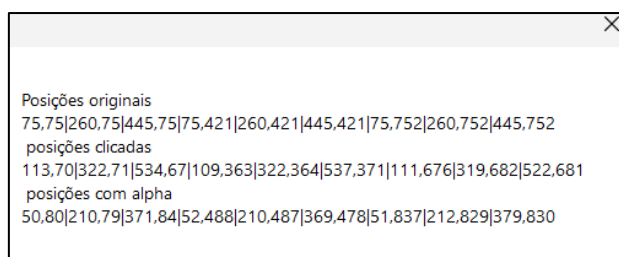 Posições originais
75,75|260,75|445,75|75,421|260,421|445,421|75,752|260,752|445,752
posições clicadas
113,70|322,71|534,67|109,363|322,364|537,371|111,676|319,682|522,681
posições com alpha
50,80|210,79|371,84|52,488|210,487|369,478|51,837|212,829|379,830